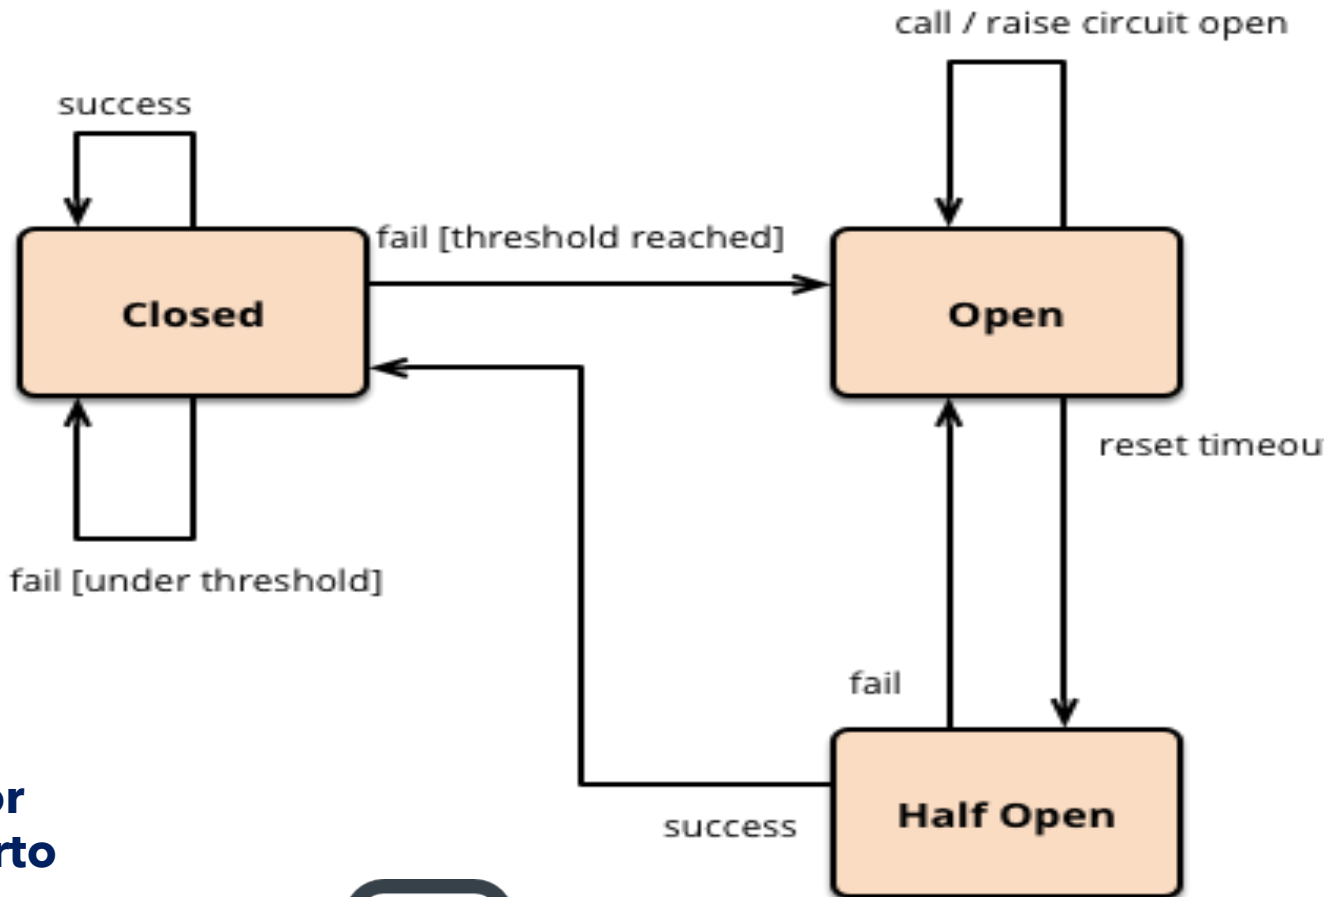 call / raise circuit open
success
fail [threshold reached]
Closed
Open
reset timeou
fail [under threshold]
fail
success
Half Open
or
rto